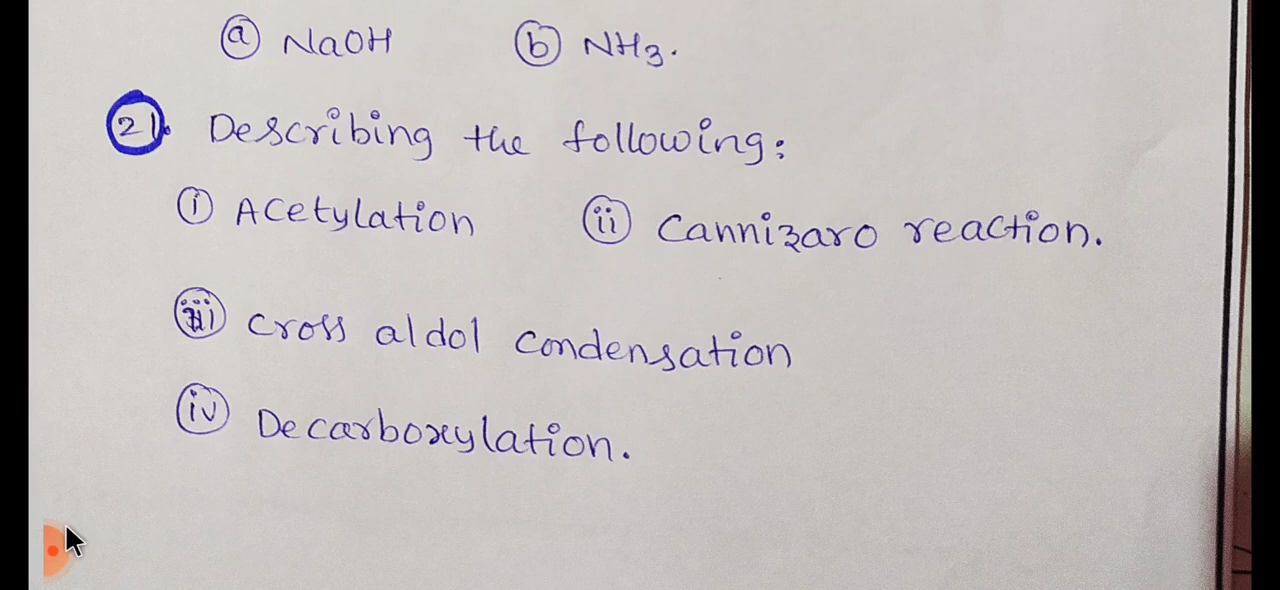 ⓐ NaOH ⓑ NH3.
21. Describing the following:
ⓘ Acetylation ⓘⓘ Cannizaro reaction.
iii Cross aldol condensation
iv Decarboxylation.